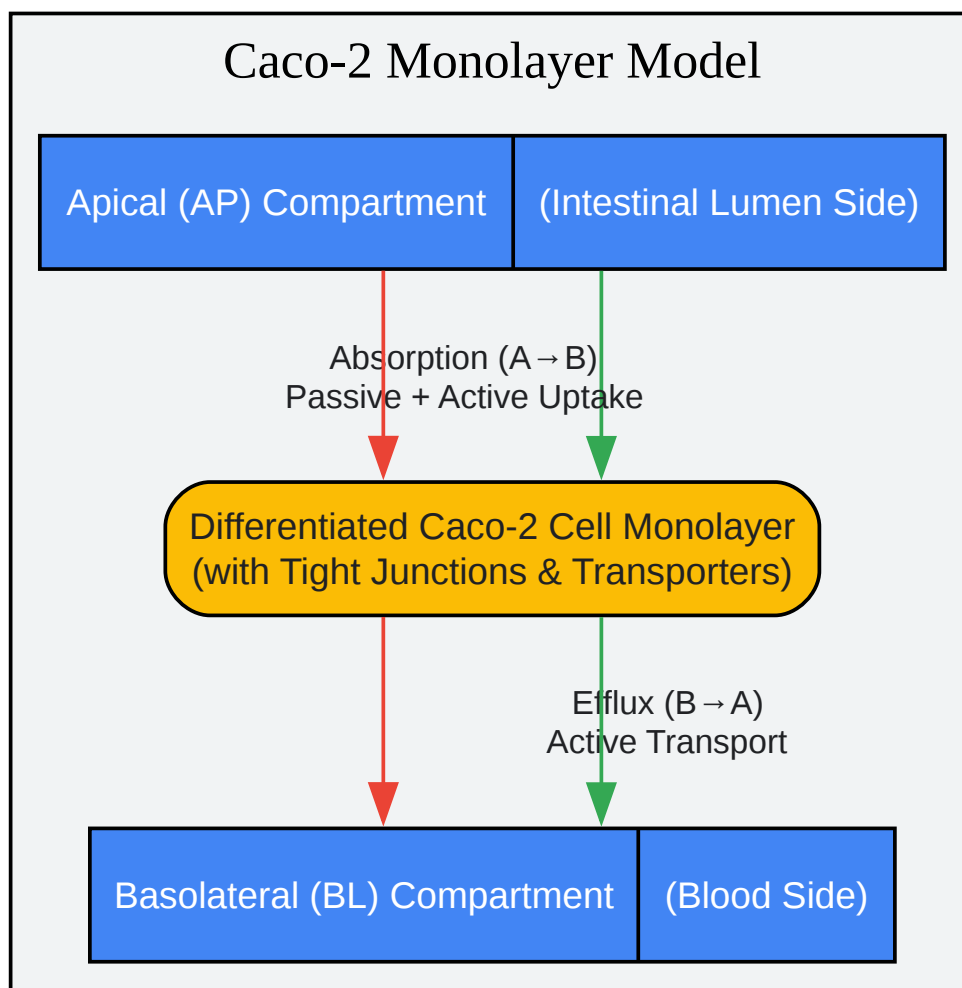 Caco-2 Monolayer Model
Apical (AP) Compartment
(Intestinal Lumen Side)
Absorption (A→B)
Passive + Active Uptake
Differentiated Caco-2 Cell Monolayer
(with Tight Junctions & Transporters)
Efflux (B→A)
Active Transport
Basolateral (BL) Compartment
(Blood Side)